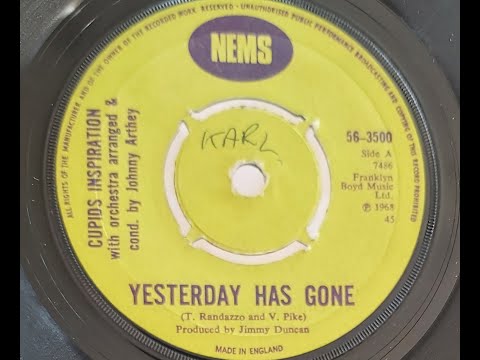 ALL RIGHTS OF THE MANUFACTURER AND OF THE OWNER OF THE RECORDED WORK RESERVED · UNAUTHORISED PUBLIC PERFORMANCE BROADCASTING AND COPYING OF THIS RECORD PROHIBITED
NEMS
CUPIDS INSPIRATION
with orchestra arranged &
cond. by Johnny Arthey
KARL
56-3500
Side A
7466
Franklyn
Boyd Music
Ltd.
℗ 1968
45
YESTERDAY HAS GONE
(T. Randazzo and V. Pike)
Produced by Jimmy Duncan
MADE IN ENGLAND